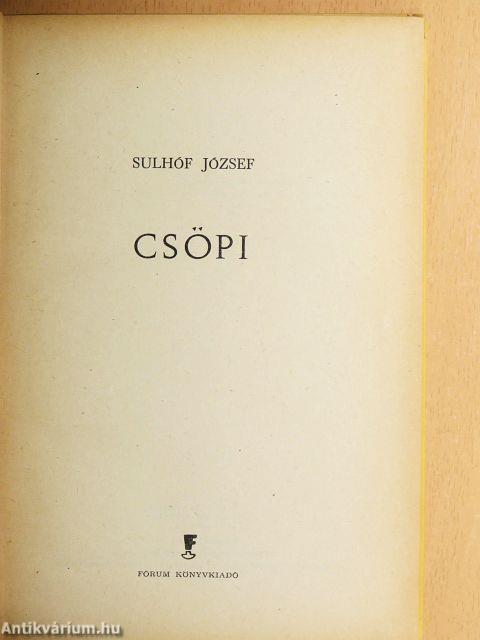 SULHÓF JÓZSEF
CSÖPI
F
FORUM KÖNYVKIADÓ
Antikvárium.hu